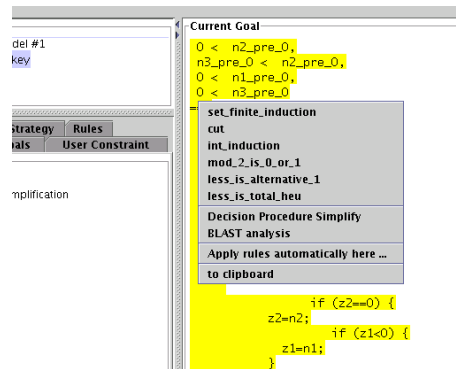 del #1
key
Strategy Rules
als User Constraint
mplification
Current Goal
0 < n2_pre_0,
n3_pre_0 < n2_pre_0,
0 < n1_pre_0,
0 < n3_pre_0
set_finite_induction
cut
int_induction
mod_2_is_0_or_1
less_is_alternative_1
less_is_total_heu
Decision Procedure Simplify
BLAST analysis
Apply rules automatically here ...
to clipboard
if (z2==0) {
z2=n2;
if (z1<0) {
z1=n1;
}